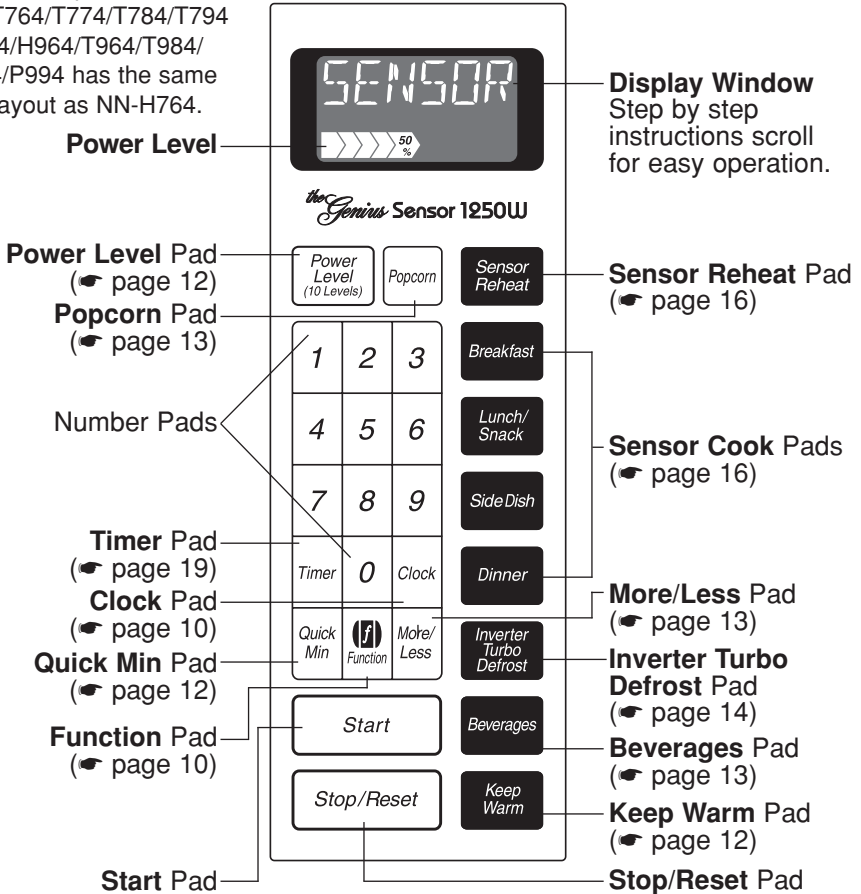 T764/T774/T784/T794
4/H964/T964/T984/
/P994 has the same
ayout as NN-H764.
Power Level
SENSOR
50
%
Display Window
Step by step
instructions scroll
for easy operation.
the Genius Sensor 1250W
Power Level Pad
(☛ page 12)
Popcorn Pad
(☛ page 13)
Number Pads
Timer Pad
(☛ page 19)
Clock Pad
(☛ page 10)
Quick Min Pad
(☛ page 12)
Function Pad
(☛ page 10)
Start Pad
Power
Level
(10 Levels)
Popcorn
Sensor
Reheat
1 2 3
Breakfast
4 5 6
Lunch/
Snack
7 8 9
Side Dish
Timer 0 Clock
Dinner
Quick
Min
f
Function
More/
Less
Inverter
Turbo
Defrost
Start
Beverages
Stop/Reset
Keep
Warm
Sensor Reheat Pad
(☛ page 16)
Sensor Cook Pads
(☛ page 16)
More/Less Pad
(☛ page 13)
Inverter Turbo
Defrost Pad
(☛ page 14)
Beverages Pad
(☛ page 13)
Keep Warm Pad
(☛ page 12)
Stop/Reset Pad